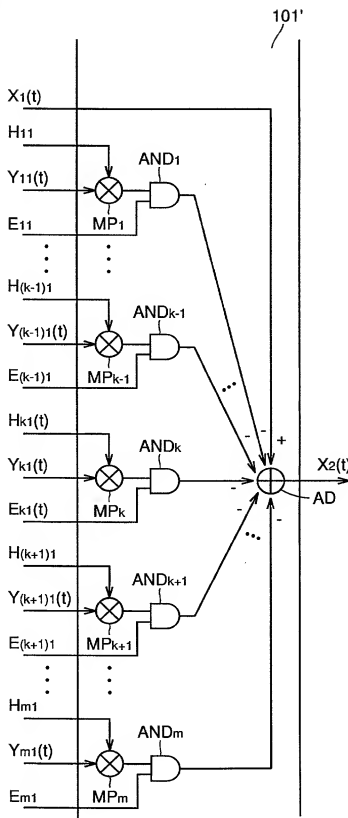 101'
X1(t)
H11
AND1
Y11(t)
MP1
E11
H(k-1)1
ANDk-1
Y(k-1)1(t)
MPk-1
E(k-1)1
Hk1(t)
ANDk
- - +
X2(t)
Yk1(t)
-
AD
MPk
Ek1(t)
- -
H(k+1)1
ANDk+1
Y(k+1)1(t)
MPk+1
E(k+1)1
Hm1
ANDm
Ym1(t)
MPm
Em1